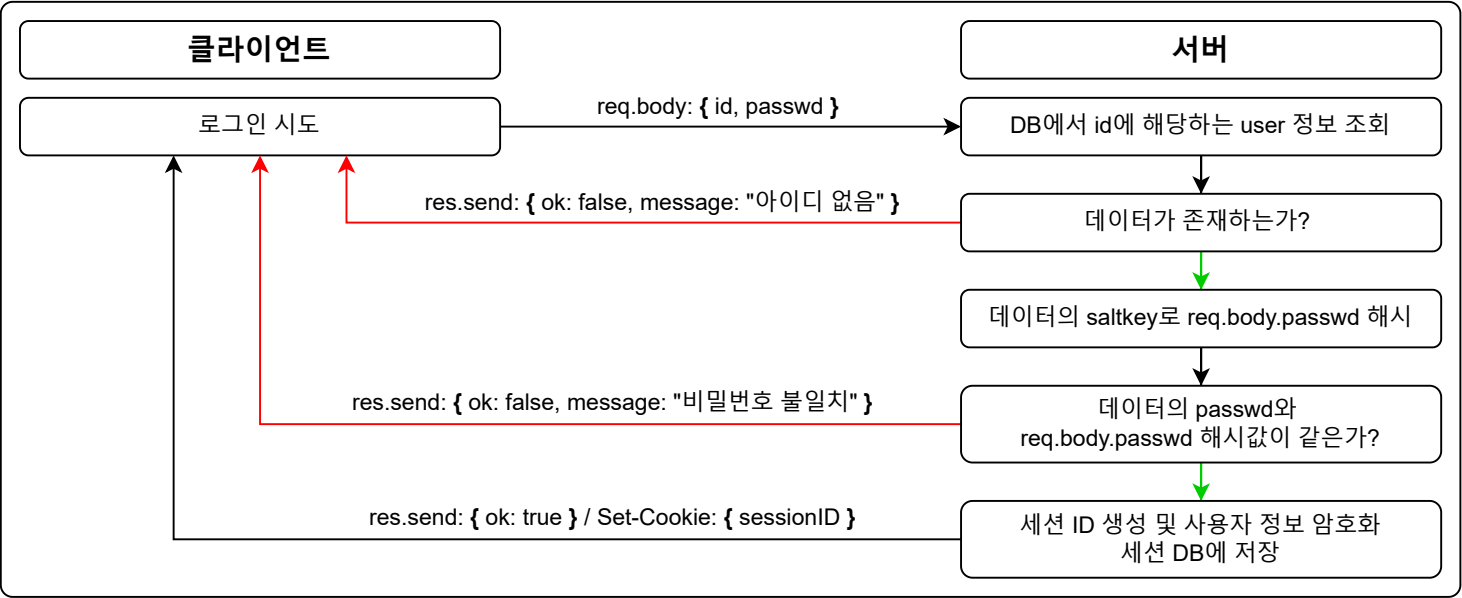 클라이언트
서버
로그인 시도
req.body: { id, passwd }
DB에서 id에 해당하는 user 정보 조회
res.send: { ok: false, message: "아이디 없음" }
데이터가 존재하는가?
데이터의 saltkey로 req.body.passwd 해시
res.send: { ok: false, message: "비밀번호 불일치" }
데이터의 passwd와
req.body.passwd 해시값이 같은가?
res.send: { ok: true } / Set-Cookie: { sessionID }
세션 ID 생성 및 사용자 정보 암호화
세션 DB에 저장